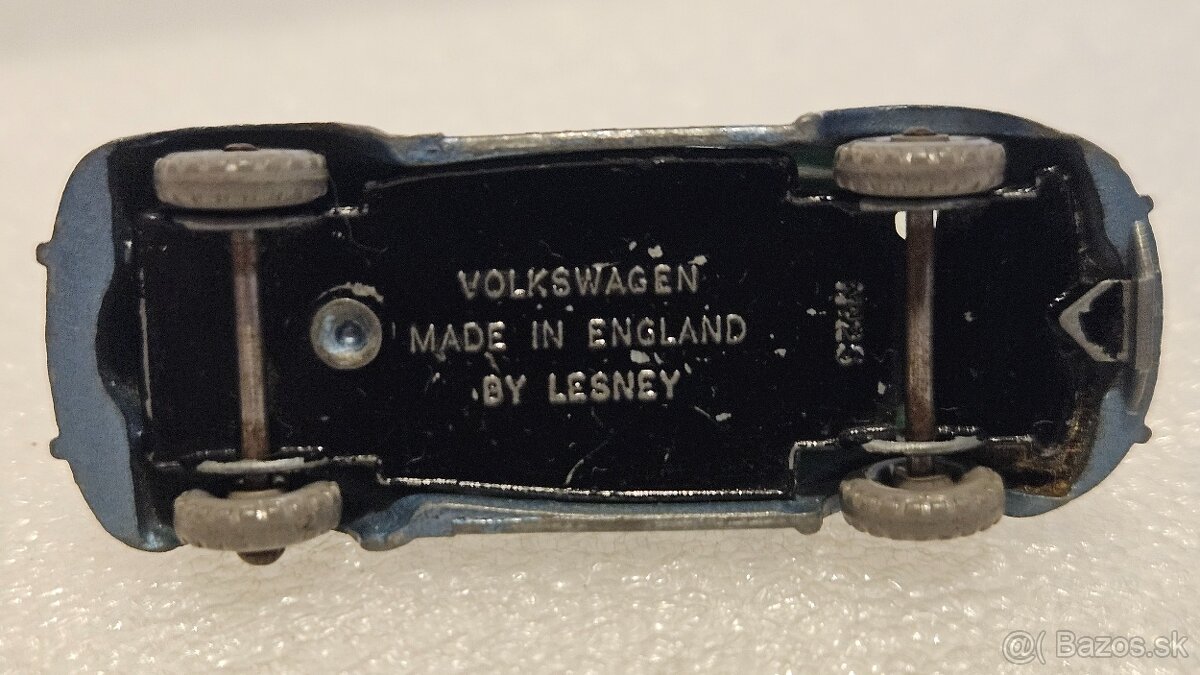 VOLKSWAGEN
MADE IN ENGLAND
BY LESNEY
@( Bazos.sk